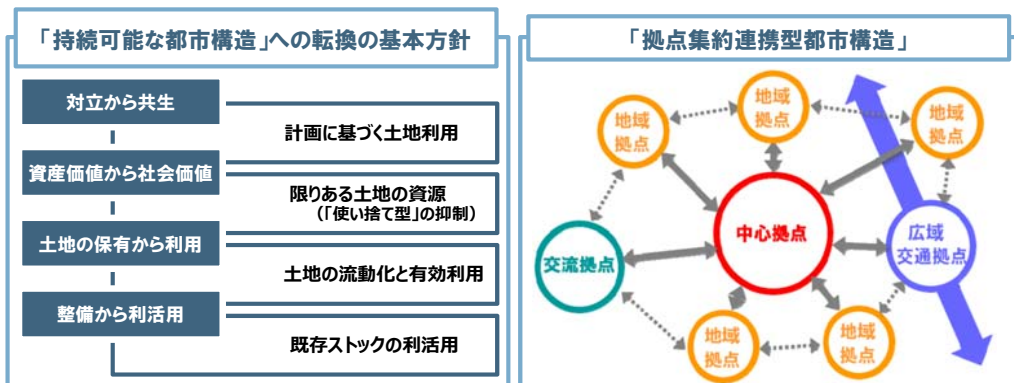 「持続可能な都市構造」への転換の基本方針
対立から共生
計画に基づく土地利用
資産価値から社会価値
限りある土地の資源
（「使い捨て型」の抑制）
土地の保有から利用
土地の流動化と有効利用
整備から利活用
既存ストックの利活用
「拠点集約連携型都市構造」
地域
拠点
地域
拠点
地域
拠点
中心拠点
広域
交通拠点
交流拠点
地域
拠点
地域
拠点